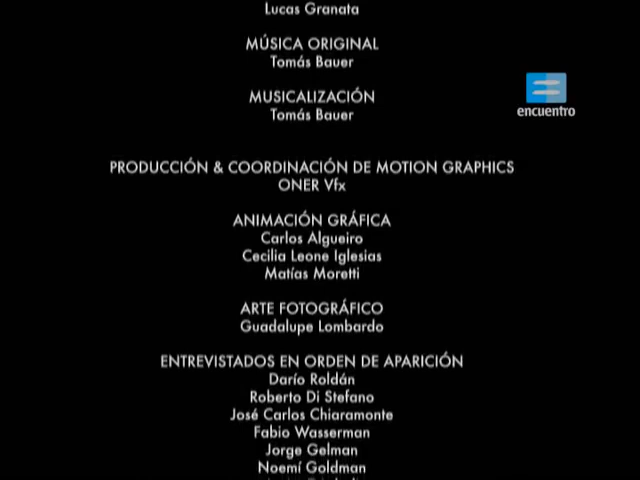 Lucas Granata
MÚSICA ORIGINAL
Tomás Bauer
MUSICALIZACIÓN
Tomás Bauer
encuentro
PRODUCCIÓN & COORDINACIÓN DE MOTION GRAPHICS
ONER Vfx
ANIMACIÓN GRÁFICA
Carlos Algueiro
Cecilia Leone Iglesias
Matías Moretti
ARTE FOTOGRÁFICO
Guadalupe Lombardo
ENTREVISTADOS EN ORDEN DE APARICIÓN
Darío Roldán
Roberto Di Stefano
José Carlos Chiaramonte
Fabio Wasserman
Jorge Gelman
Noemí Goldman